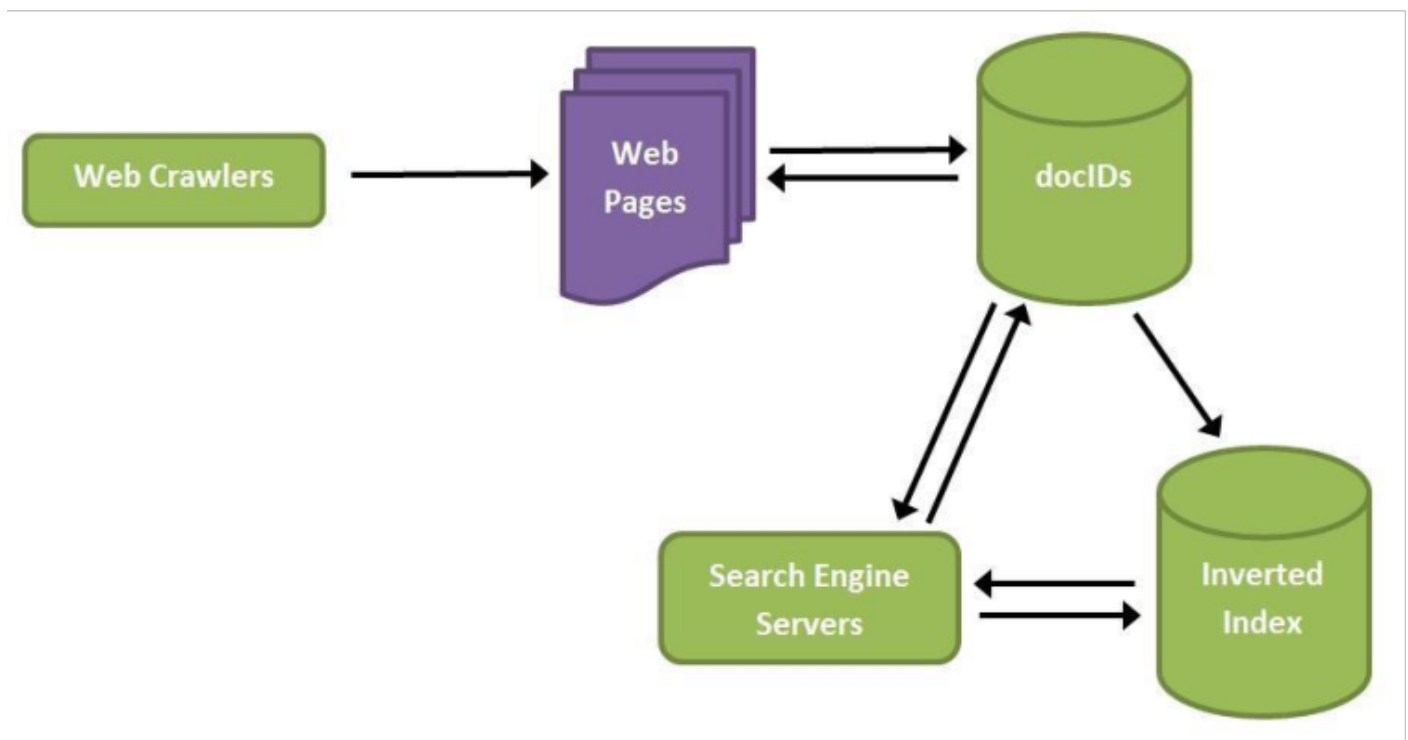 Web Crawlers
Web
Pages
docIDs
Search Engine
Servers
Inverted
Index